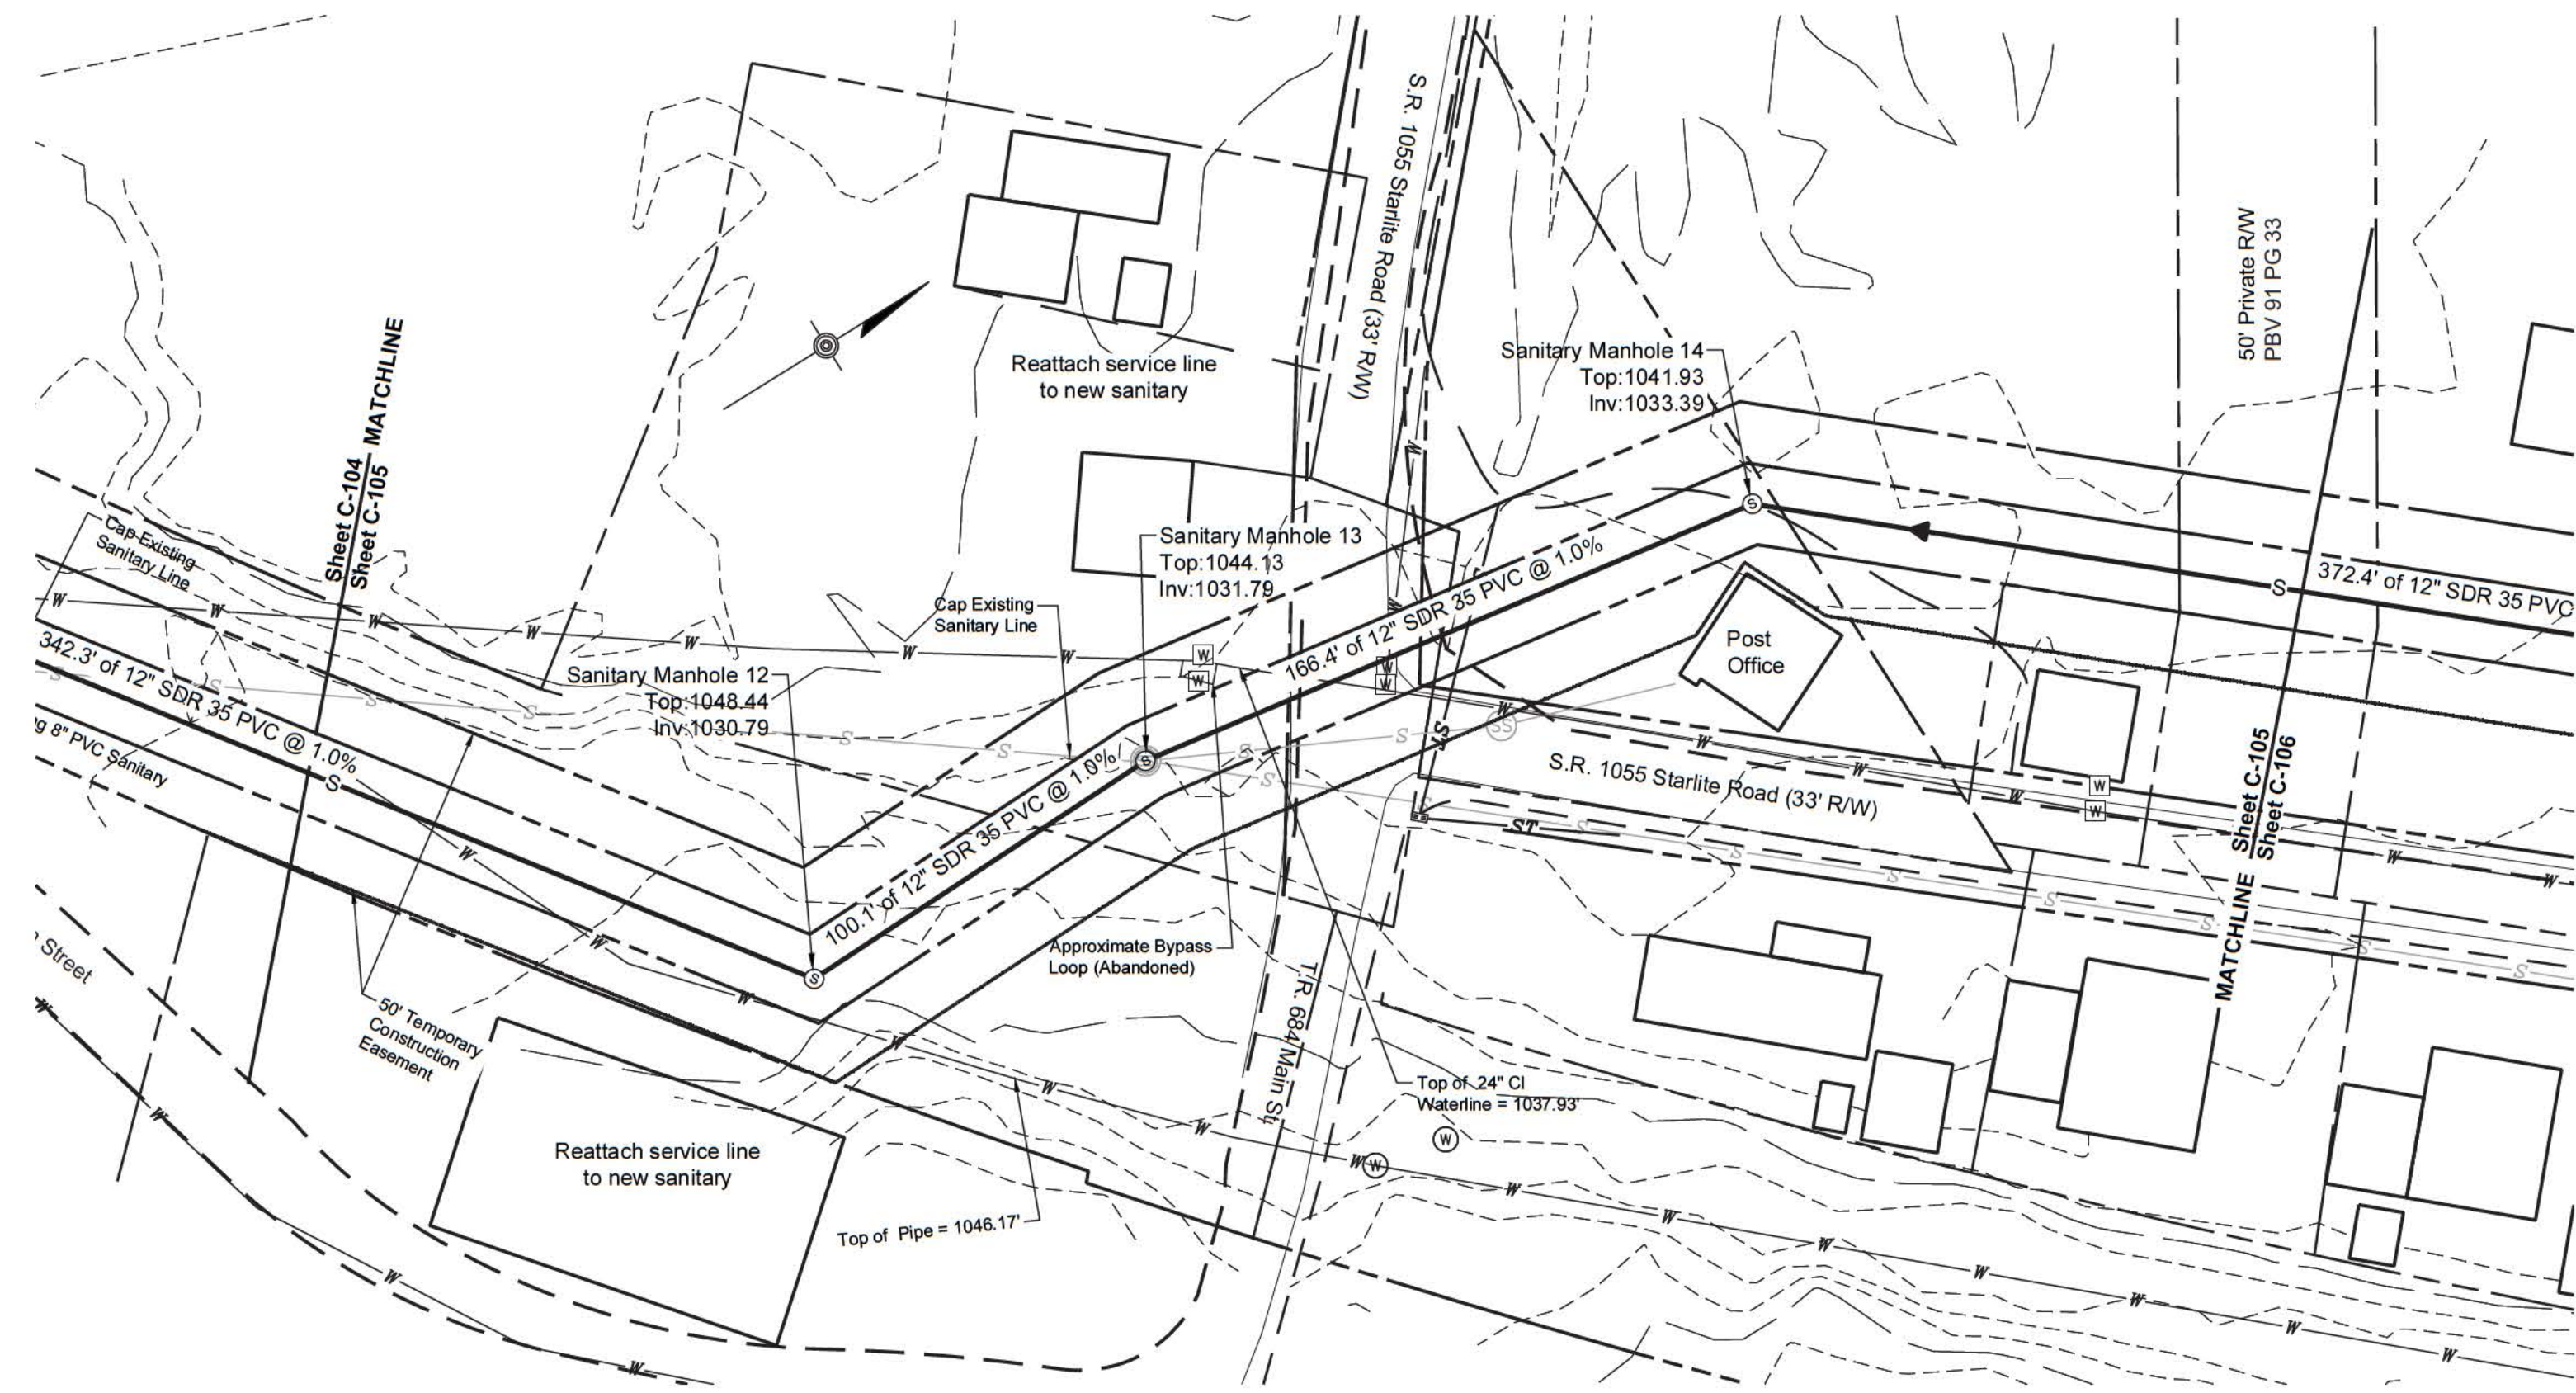 S.R. 1055 Starlite Road (33' R/W)
50' Private R/W
PBV 91 PG 33
Reattach service line
to new sanitary
Sanitary Manhole 14
Top:1041.93
Inv:1033.39
Sheet C-104
Sheet C-105
MATCHLINE
Cap Existing
Sanitary Line
Sanitary Manhole 13
Top:1044.13
Inv:1031.79
Cap Existing
Sanitary Line
166.4' of 12" SDR 35 PVC @ 1.0%
372.4' of 12" SDR 35 PVC
Post
Office
342.3' of 12" SDR 35 PVC @ 1.0%
Sanitary Manhole 12
Top:1048.44
Inv:1030.79
8" PVC Sanitary
100.1' of 12" SDR 35 PVC @ 1.0%
S.R. 1055 Starlite Road (33' R/W)
ST
ST
MATCHLINE
Sheet C-105
Sheet C-106
Street
Approximate Bypass
Loop (Abandoned)
50' Temporary
Construction
Easement
T.R. 684/Main St.
Top of 24" CI
Waterline = 1037.93'
Reattach service line
to new sanitary
Top of Pipe = 1046.17'
W
S
SS